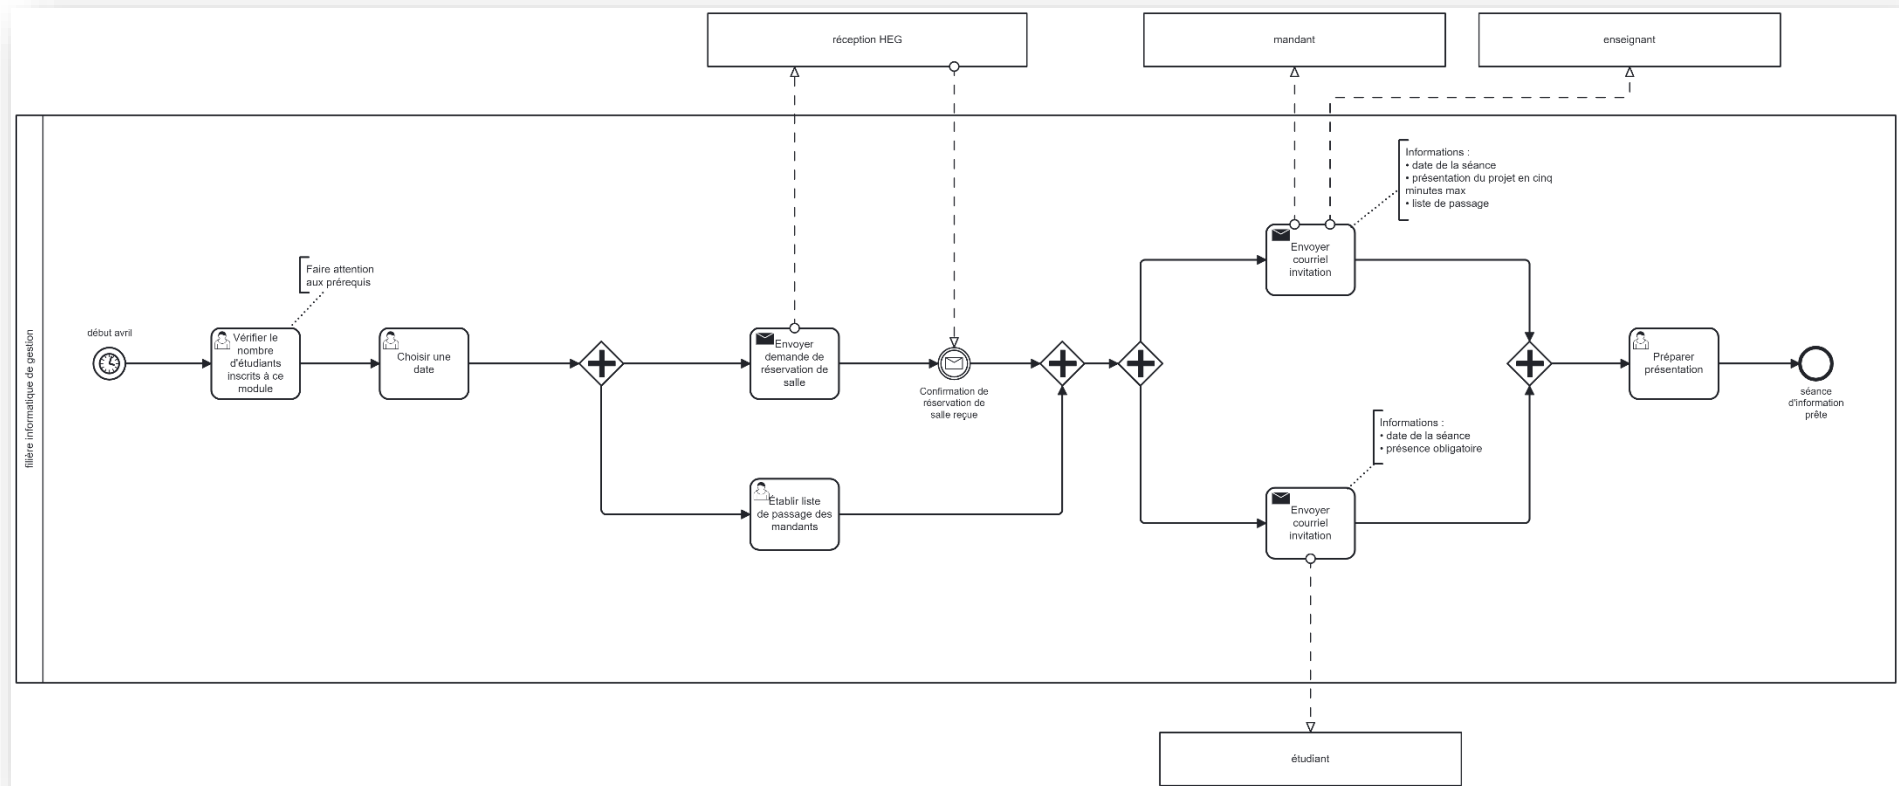 réception HEG
mandant
enseignant
Informations :
• date de la séance
• présentation du projet en cinq
minutes max
• liste de passage
Envoyer
courriel
invitation
Faire attention
aux prérequis
filière informatique de gestion
début avril
Vérifier le
nombre
d'étudiants
inscrits à ce
module
Choisir une
date
Envoyer
demande de
réservation de
salle
Confirmation de
réservation de
salle reçue
Préparer
présentation
séance
d'information
prête
Établir liste
de passage des
mandants
Informations :
• date de la séance
• présence obligatoire
Envoyer
courriel
invitation
étudiant